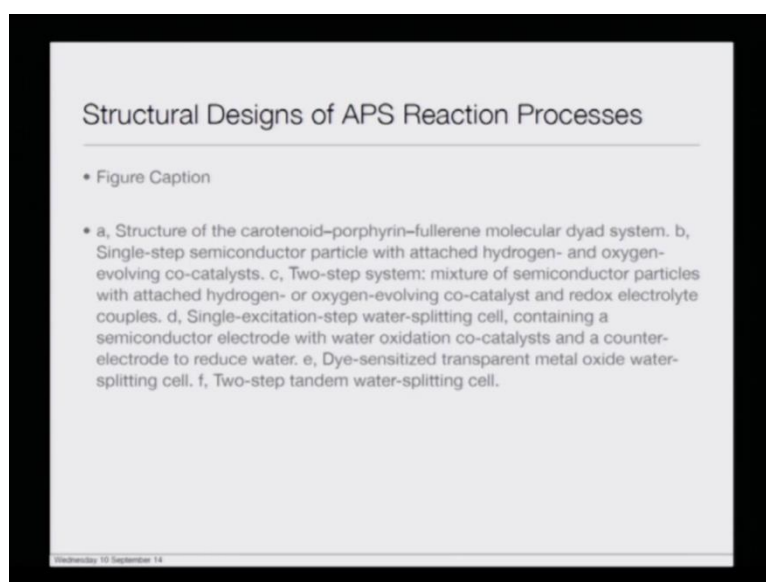 Structural Designs of APS Reaction Processes
• Figure Caption
• a, Structure of the carotenoid–porphyrin–fullerene molecular dyad system. b,
Single-step semiconductor particle with attached hydrogen- and oxygen-
evolving co-catalysts. c, Two-step system: mixture of semiconductor particles
with attached hydrogen- or oxygen-evolving co-catalyst and redox electrolyte
couples. d, Single-excitation-step water-splitting cell, containing a
semiconductor electrode with water oxidation co-catalysts and a counter-
electrode to reduce water. e, Dye-sensitized transparent metal oxide water-
splitting cell. f, Two-step tandem water-splitting cell.
Wednesday 10 September 14